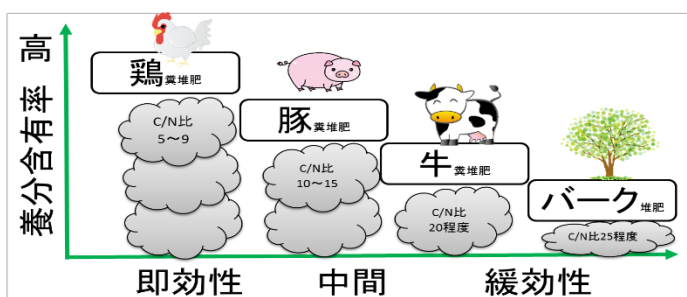 養分含有率 高
鶏糞堆肥
C/N比
5～9
豚糞堆肥
C/N比
10～15
牛糞堆肥
C/N比
20程度
バーク堆肥
C/N比25程度
即効性 中間 緩効性